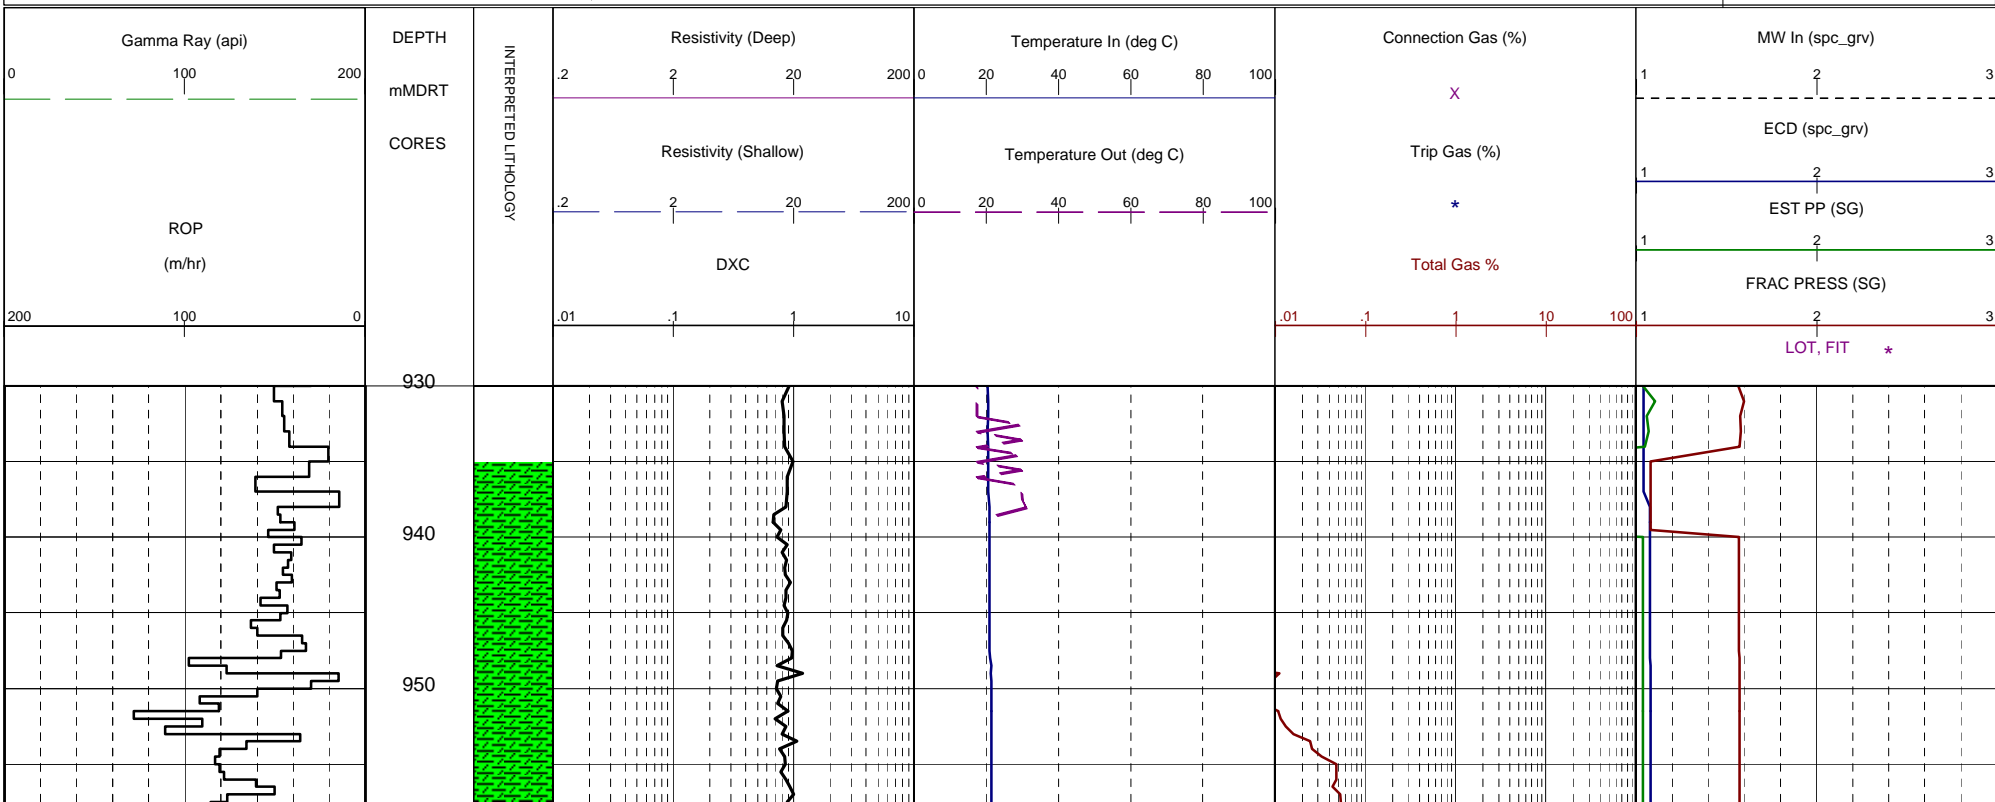 Gamma Ray (api)
0 100 200
ROP
(m/hr)
200 100 0
DEPTH
mMDRT
CORES
INTERPRETED LITHOLOGY
Resistivity (Deep)
.2 2 20 200
Resistivity (Shallow)
.2 2 20 200
DXC
.01 .1 1 10
Temperature In (deg C)
0 20 40 60 80 100
Temperature Out (deg C)
0 20 40 60 80 100
Connection Gas (%)
X
Trip Gas (%)
*
Total Gas %
.01 .1 1 10 100
MW In (spc_grv)
1 2 3
ECD (spc_grv)
1 2 3
EST PP (SG)
1 2 3
FRAC PRESS (SG)
1 2 3
LOT, FIT *
930
940
950